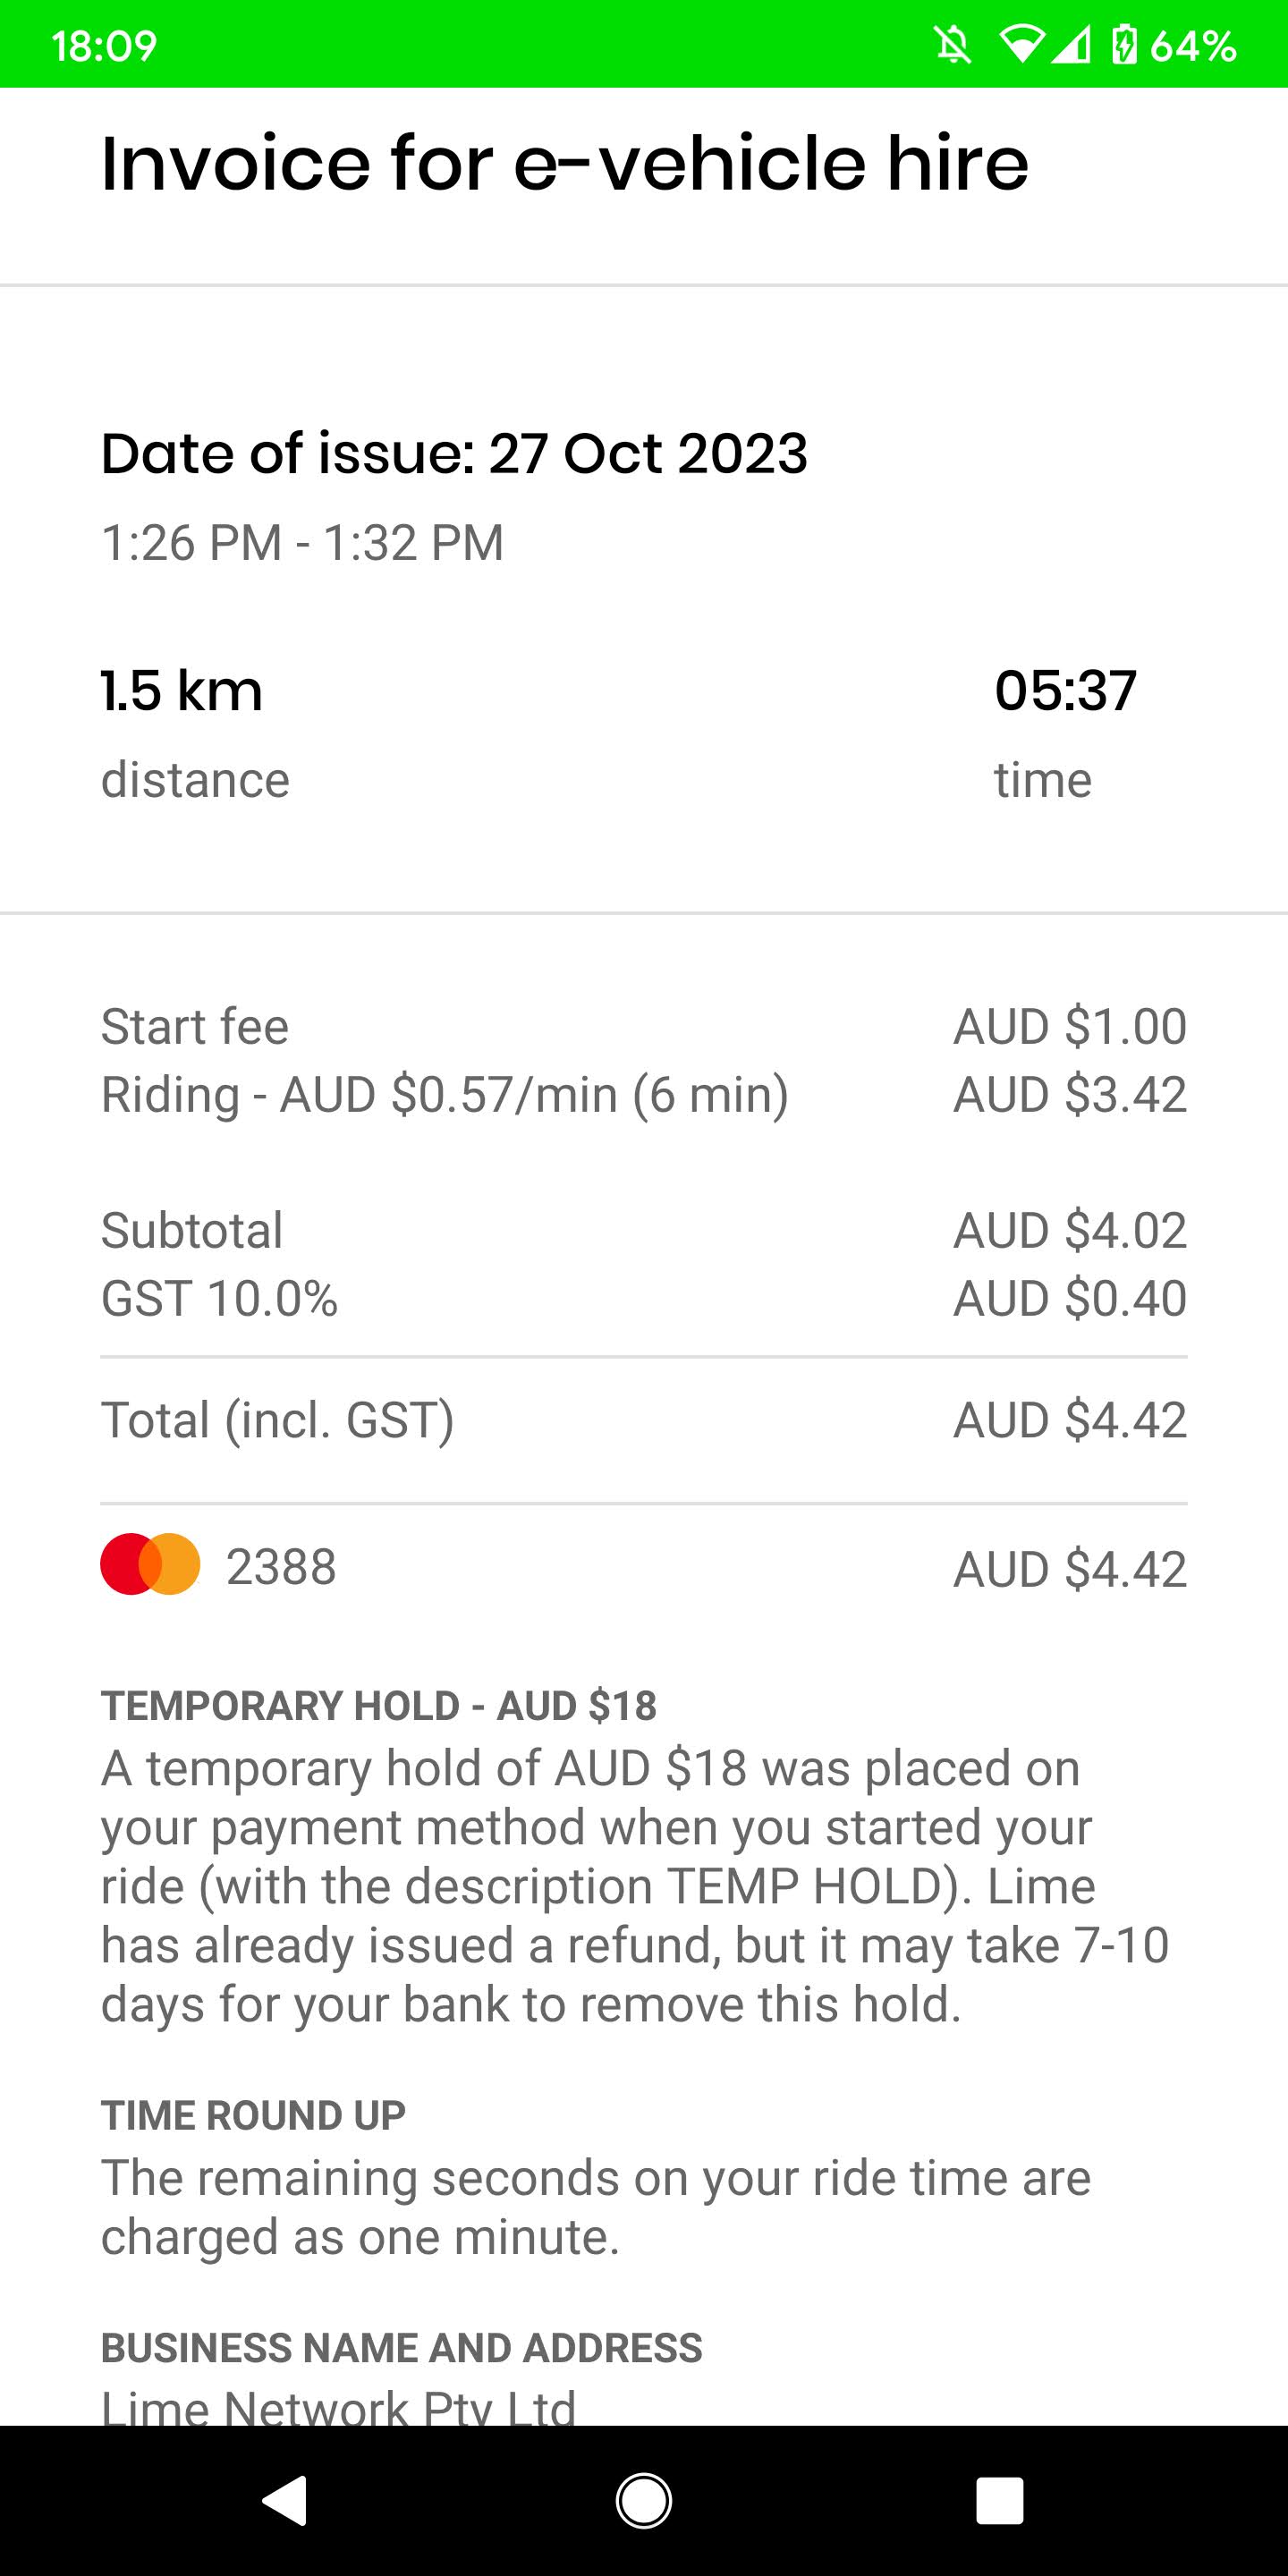 18:09
64%
Invoice for e-vehicle hire
Date of issue: 27 Oct 2023
1:26 PM - 1:32 PM
1.5 km
05:37
distance
time
Start fee AUD $1.00
Riding - AUD $0.57/min (6 min) AUD $3.42
Subtotal AUD $4.02
GST 10.0% AUD $0.40
Total (incl. GST) AUD $4.42
2388 AUD $4.42
TEMPORARY HOLD - AUD $18
A temporary hold of AUD $18 was placed on
your payment method when you started your
ride (with the description TEMP HOLD). Lime
has already issued a refund, but it may take 7-10
days for your bank to remove this hold.
TIME ROUND UP
The remaining seconds on your ride time are
charged as one minute.
BUSINESS NAME AND ADDRESS
Lime Network Pty Ltd